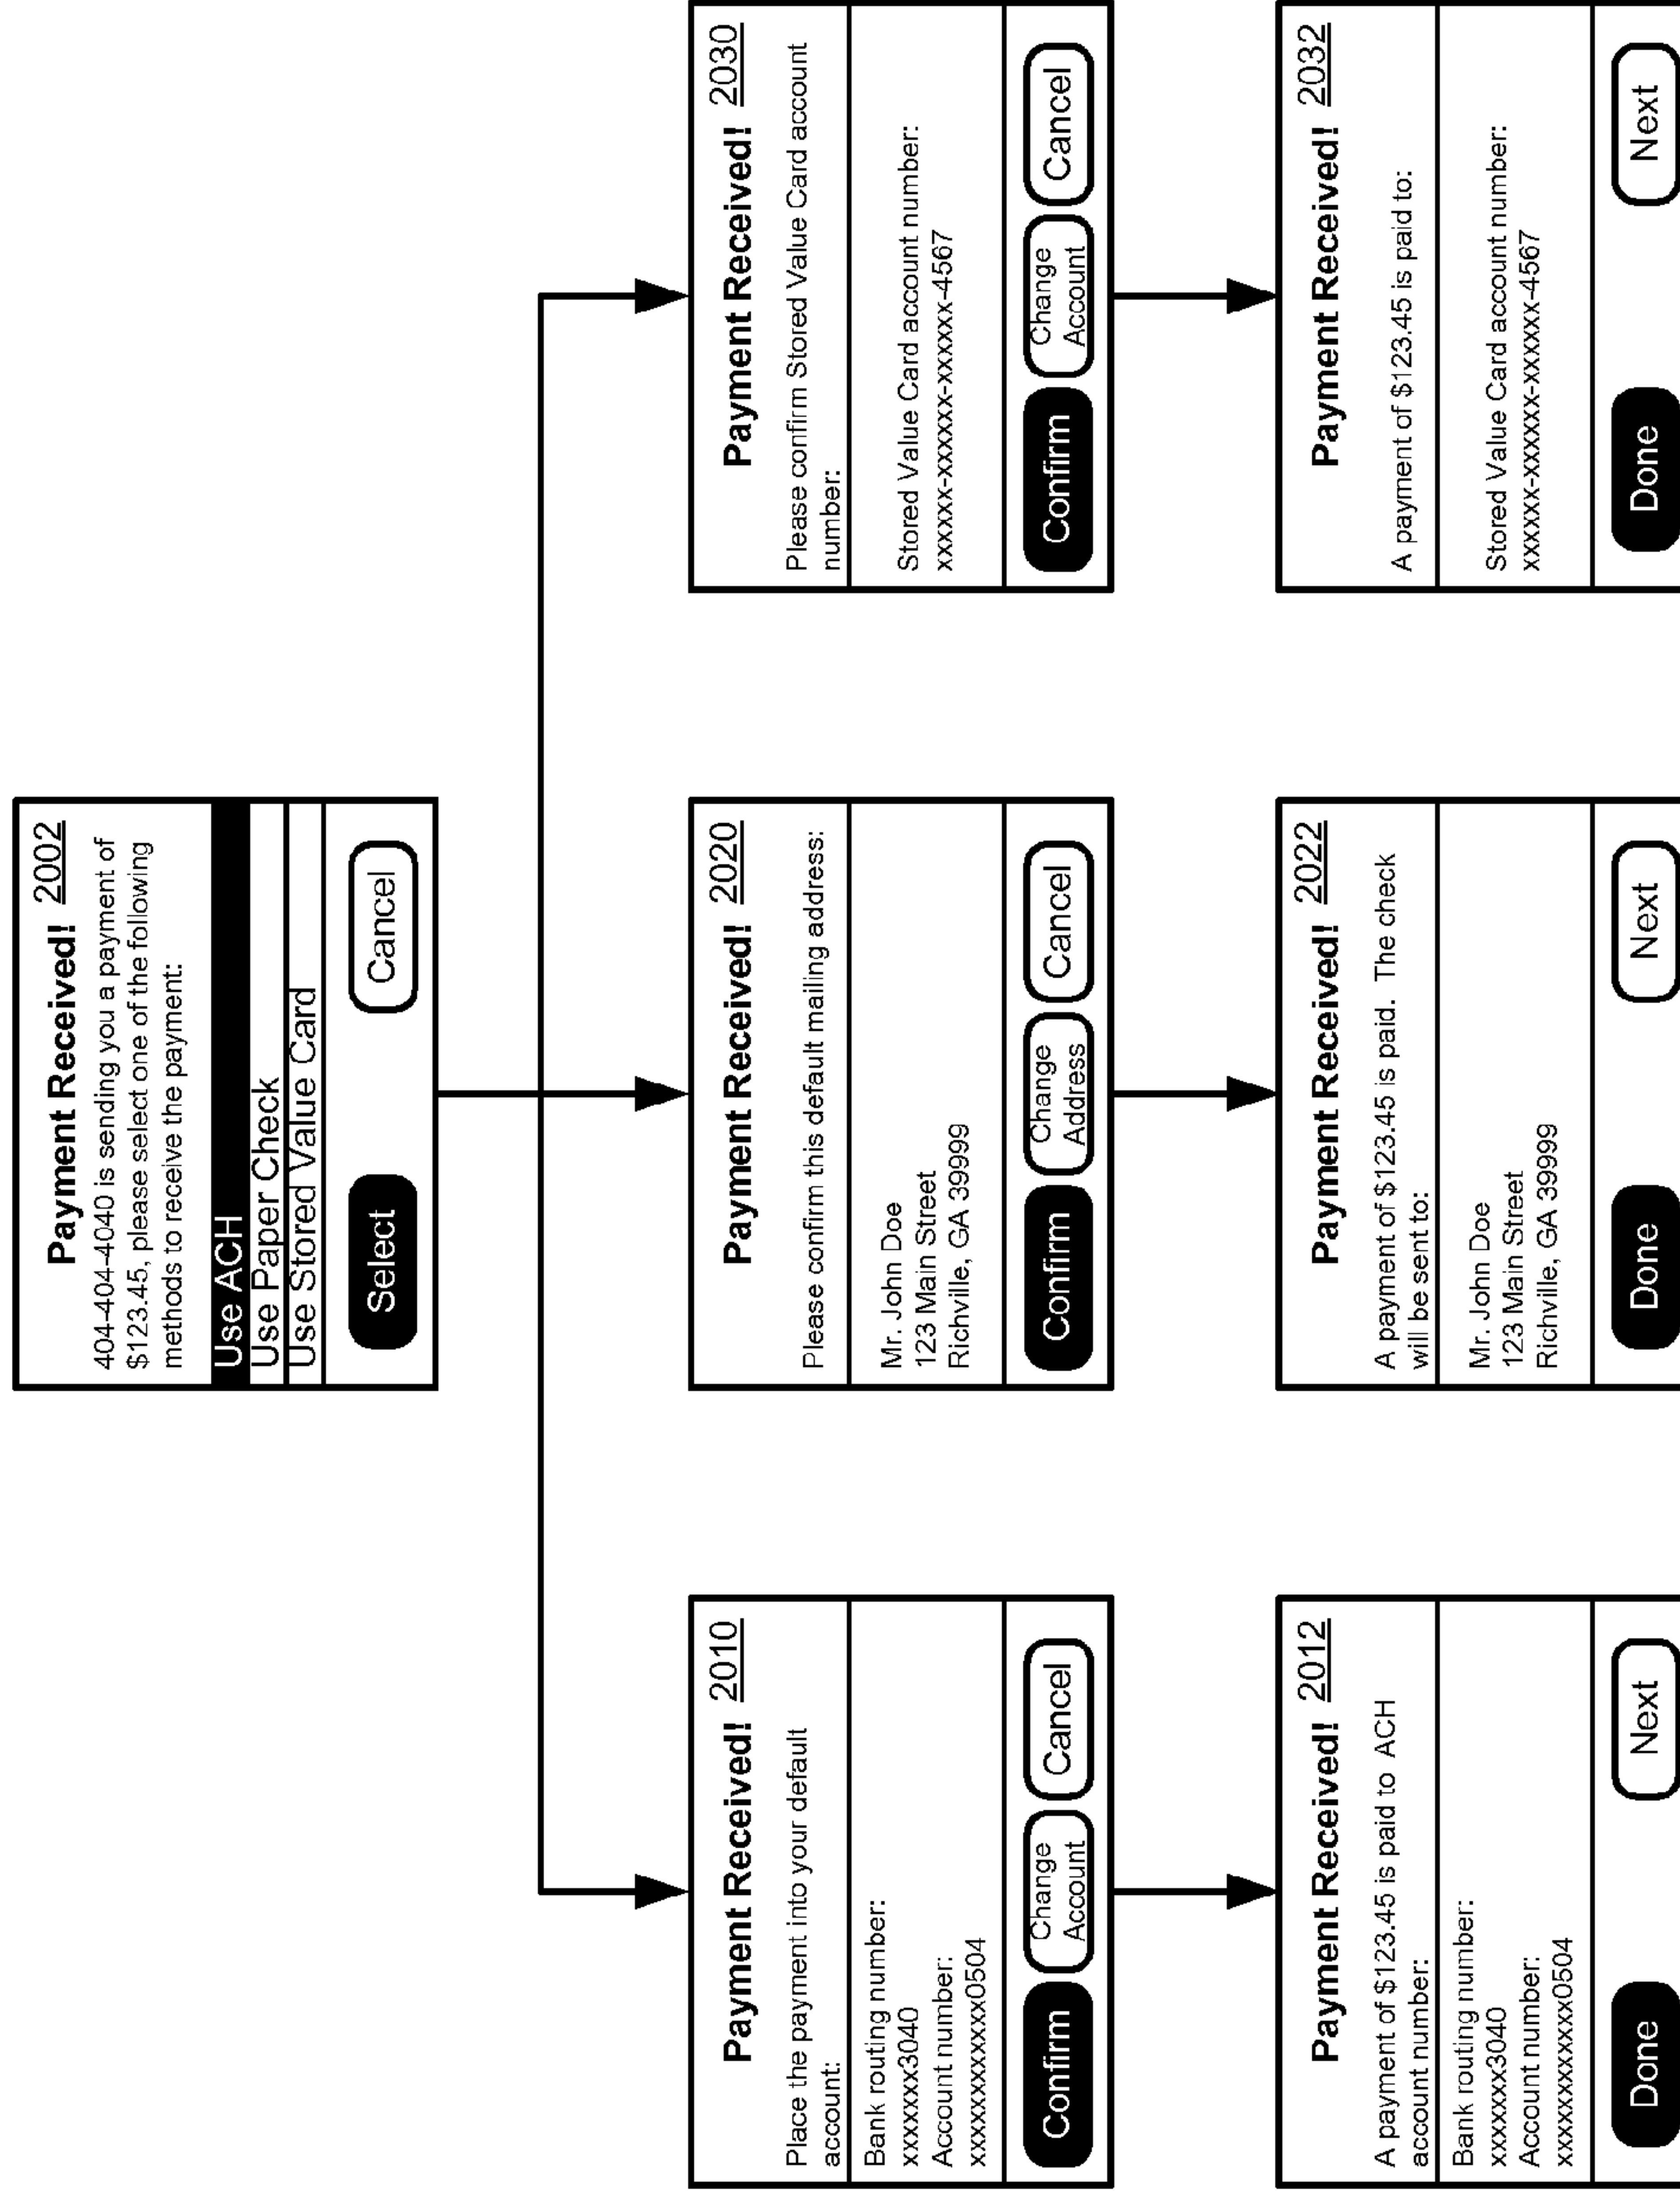 Payment Received! 2002
404-404-4040 is sending you a payment of
$123.45, please select one of the following
methods to receive the payment:
Use ACH
Use Paper Check
Use Stored Value Card
Select
Cancel
Payment Received! 2010
Place the payment into your default
account:
Bank routing number:
xxxxxx3040
Account number:
xxxxxxxxxxxx0504
Confirm
Change
Account
Cancel
Payment Received! 2020
Please confirm this default mailing address:
Mr. John Doe
123 Main Street
Richville, GA 39999
Confirm
Change
Address
Cancel
Payment Received! 2030
Please confirm Stored Value Card account
number:
Stored Value Card account number:
xxxxxx-xxxxxx-xxxxxx-4567
Confirm
Change
Account
Cancel
Payment Received! 2012
A payment of $123.45 is paid to ACH
account number:
Bank routing number:
xxxxxx3040
Account number:
xxxxxxxxxxxx0504
Done
Next
Payment Received! 2022
A payment of $123.45 is paid. The check
will be sent to:
Mr. John Doe
123 Main Street
Richville, GA 39999
Done
Next
Payment Received! 2032
A payment of $123.45 is paid to:
Stored Value Card account number:
xxxxxx-xxxxxx-xxxxxx-4567
Done
Next